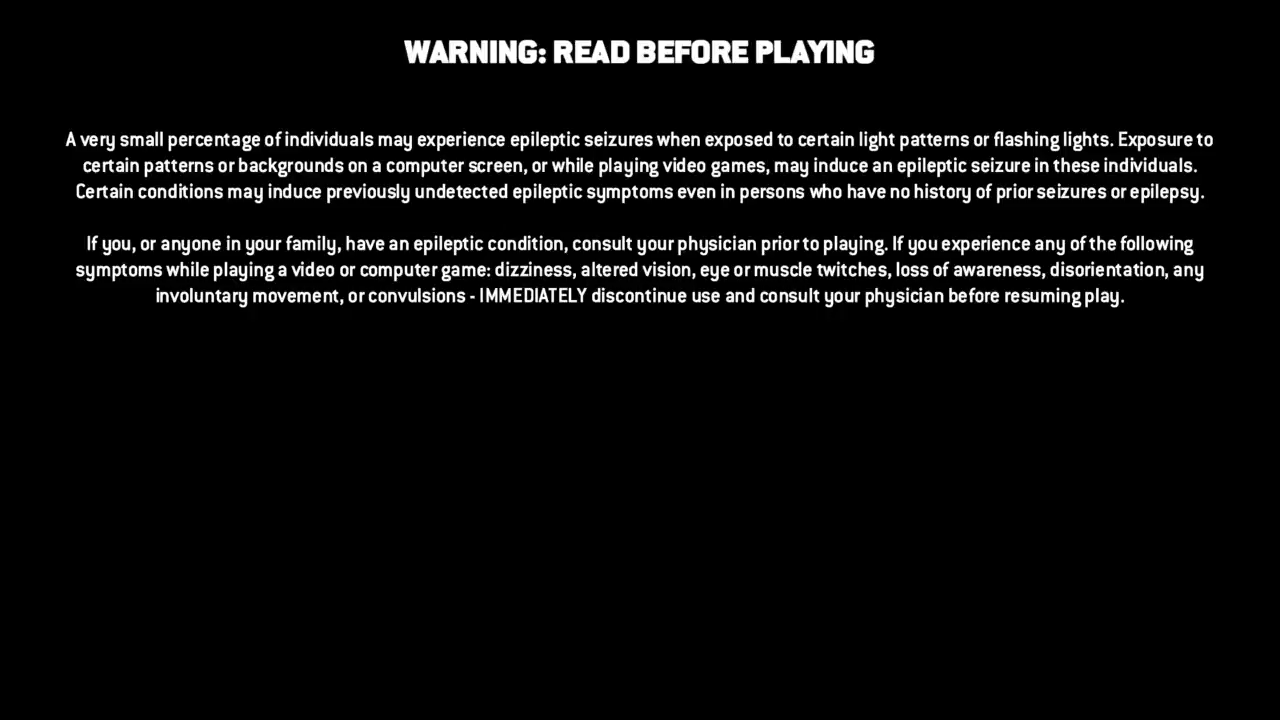 WARNING: READ BEFORE PLAYING
A very small percentage of individuals may experience epileptic seizures when exposed to certain light patterns or flashing lights. Exposure to
certain patterns or backgrounds on a computer screen, or while playing video games, may induce an epileptic seizure in these individuals.
Certain conditions may induce previously undetected epileptic symptoms even in persons who have no history of prior seizures or epilepsy.
If you, or anyone in your family, have an epileptic condition, consult your physician prior to playing. If you experience any of the following
symptoms while playing a video or computer game: dizziness, altered vision, eye or muscle twitches, loss of awareness, disorientation, any
involuntary movement, or convulsions - IMMEDIATELY discontinue use and consult your physician before resuming play.